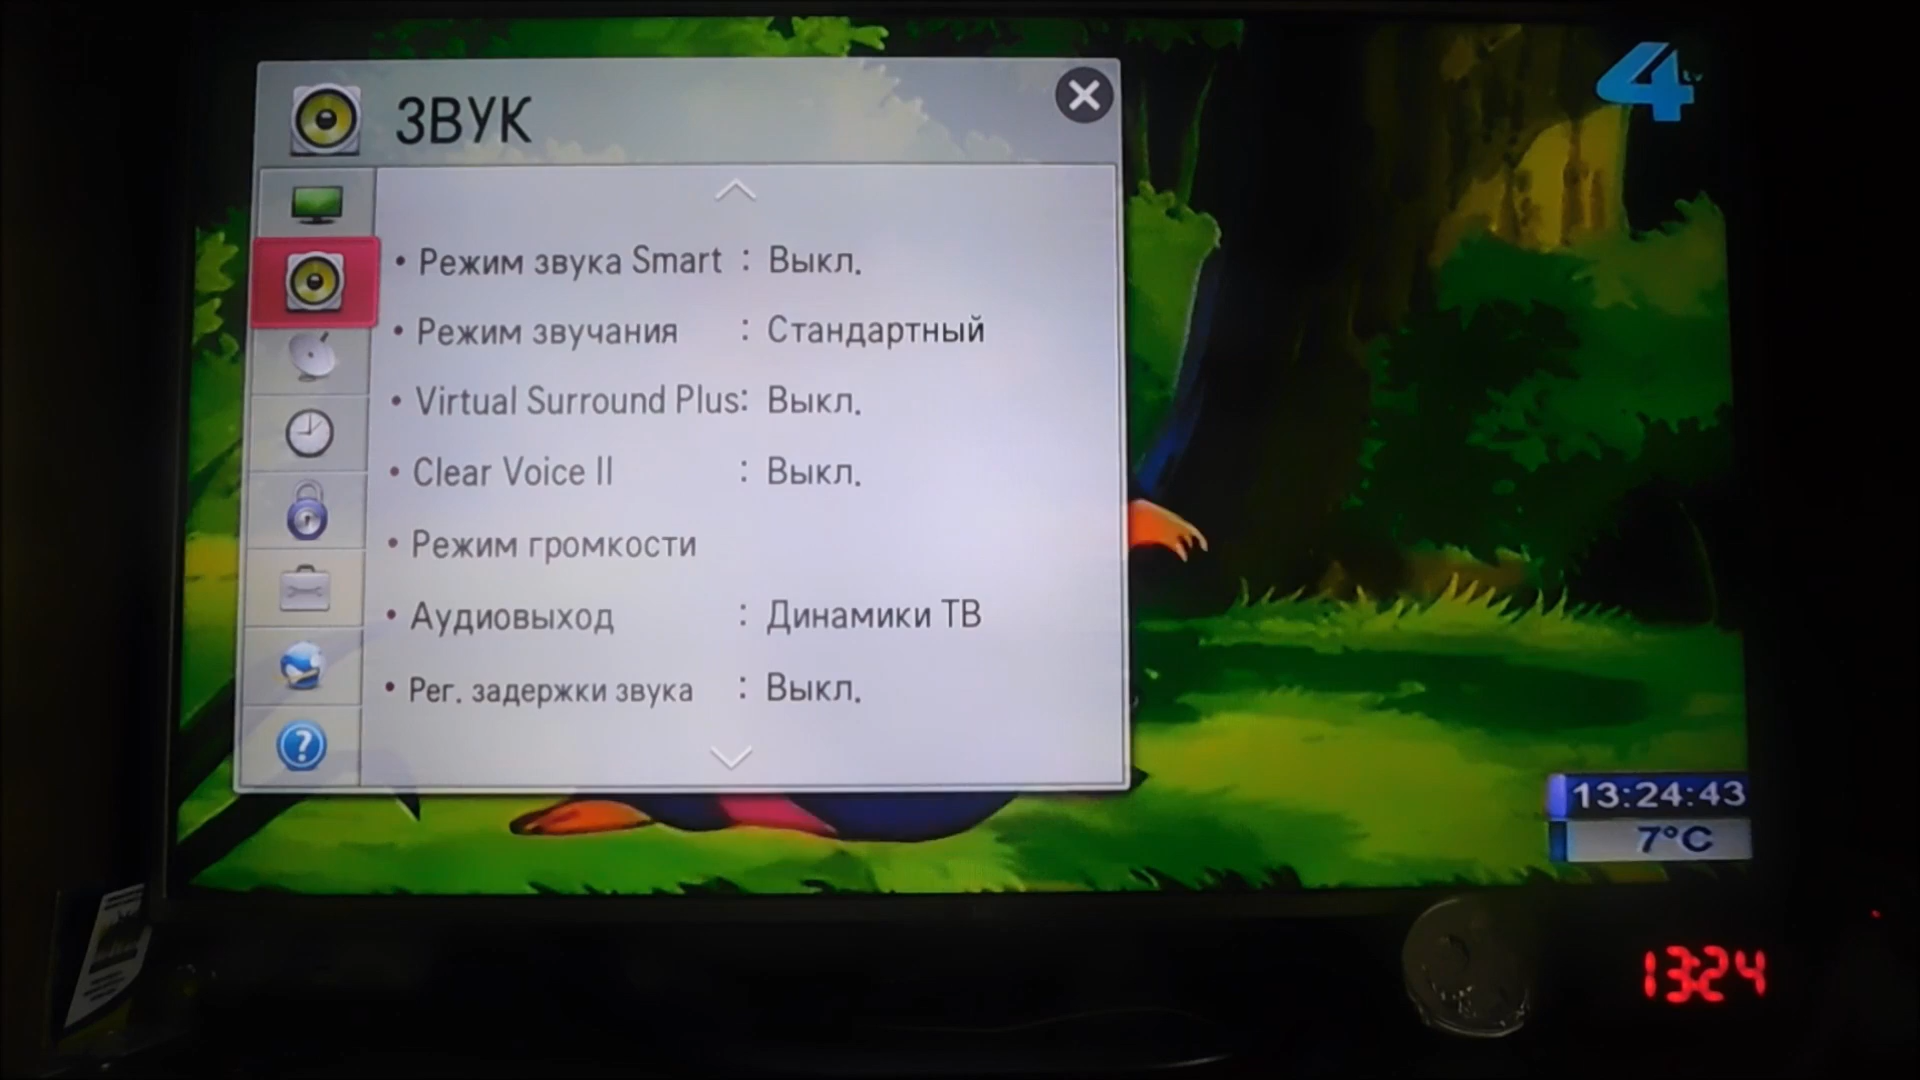 ЗВУК
4 tv
• Режим звука Smart : Выкл.
• Режим звучания : Стандартный
• Virtual Surround Plus: Выкл.
• Clear Voice II : Выкл.
• Режим громкости
• Аудиовыход : Динамики ТВ
• Рег. задержки звука : Выкл.
?
13:24:43
7°C
13:24